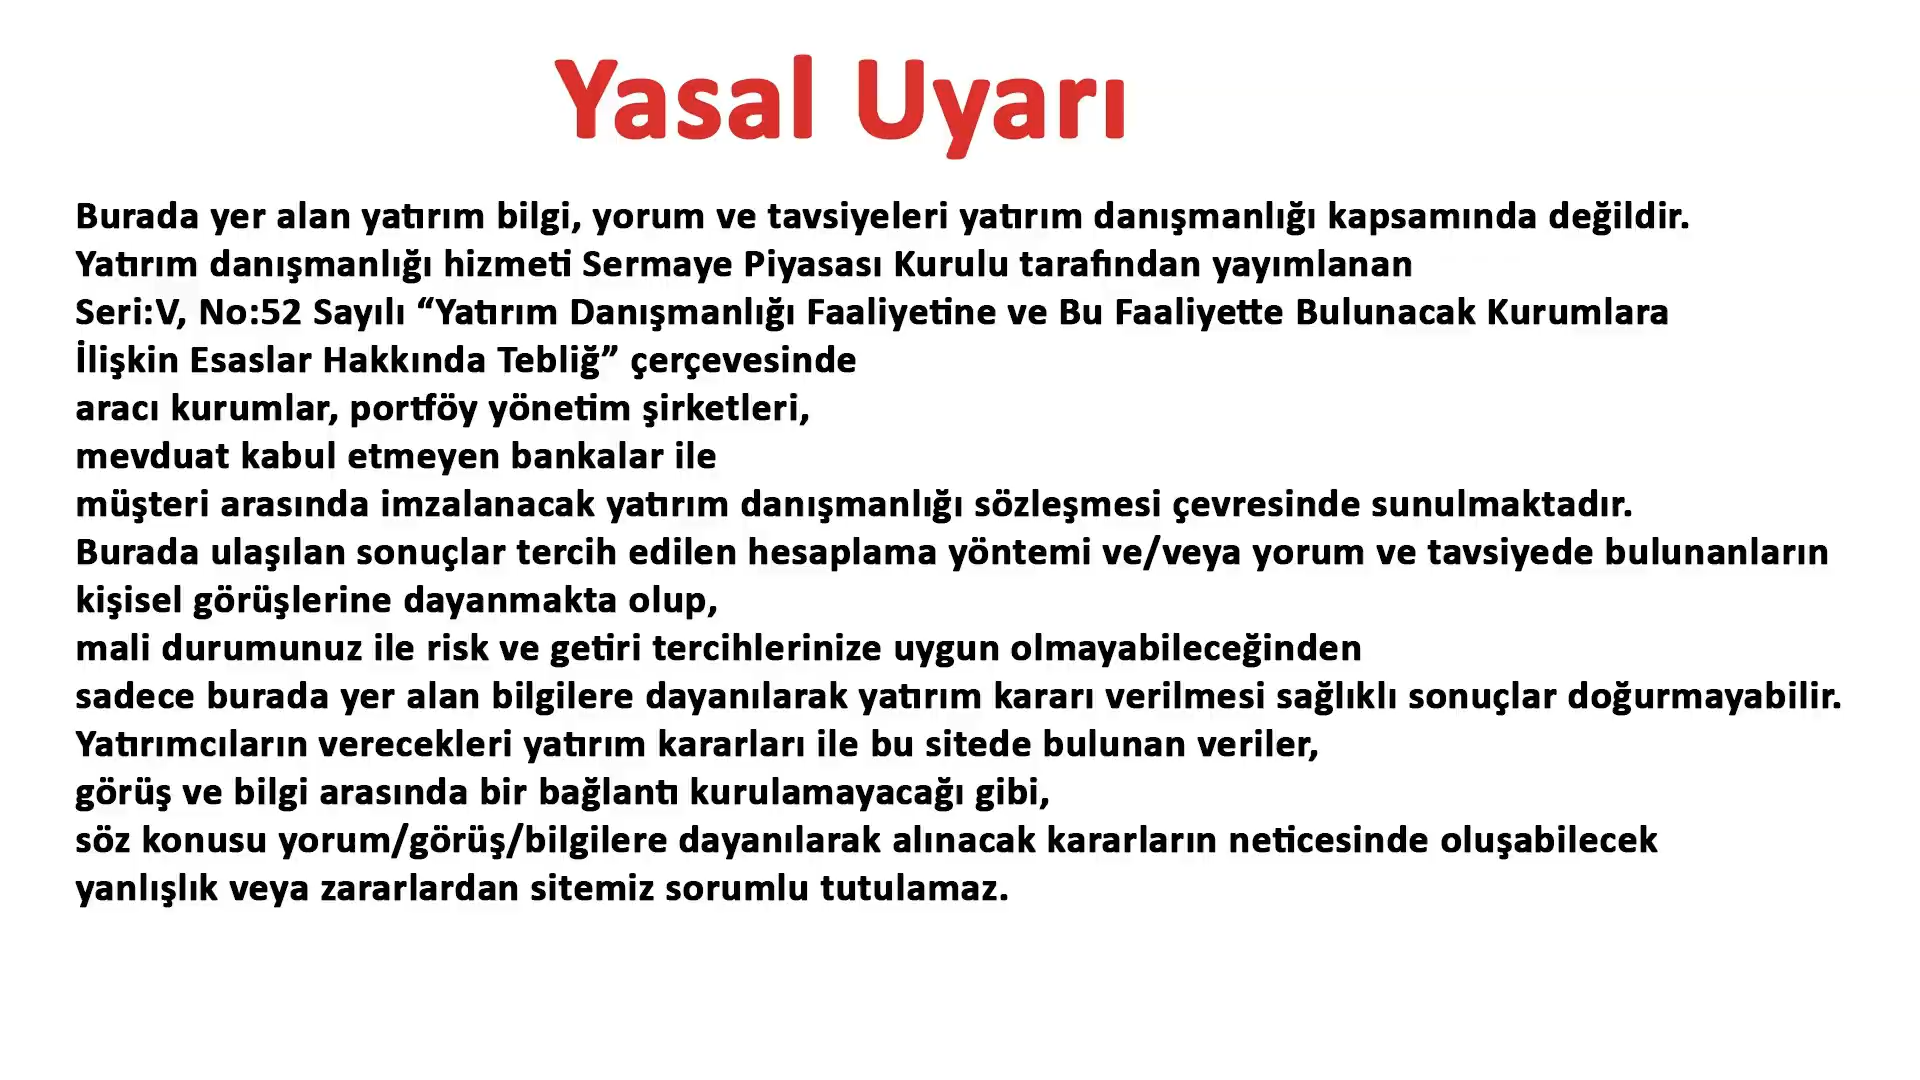 Yasal Uyarı
Burada yer alan yatırım bilgi, yorum ve tavsiyeleri yatırım danışmanlığı kapsamında değildir.
Yatırım danışmanlığı hizmeti Sermaye Piyasası Kurulu tarafından yayımlanan
Seri:V, No:52 Sayılı “Yatırım Danışmanlığı Faaliyetine ve Bu Faaliyette Bulunacak Kurumlara
İlişkin Esaslar Hakkında Tebliğ” çerçevesinde
aracı kurumlar, portföy yönetim şirketleri,
mevduat kabul etmeyen bankalar ile
müşteri arasında imzalanacak yatırım danışmanlığı sözleşmesi çevresinde sunulmaktadır.
Burada ulaşılan sonuçlar tercih edilen hesaplama yöntemi ve/veya yorum ve tavsiyede bulunanların
kişisel görüşlerine dayanmakta olup,
mali durumunuz ile risk ve getiri tercihlerinize uygun olmayabileceğinden
sadece burada yer alan bilgilere dayanılarak yatırım kararı verilmesi sağlıklı sonuçlar doğurmayabilir.
Yatırımcıların verecekleri yatırım kararları ile bu sitede bulunan veriler,
görüş ve bilgi arasında bir bağlantı kurulamayacağı gibi,
söz konusu yorum/görüş/bilgilere dayanılarak alınacak kararların neticesinde oluşabilecek
yanlışlık veya zararlardan sitemiz sorumlu tutulamaz.